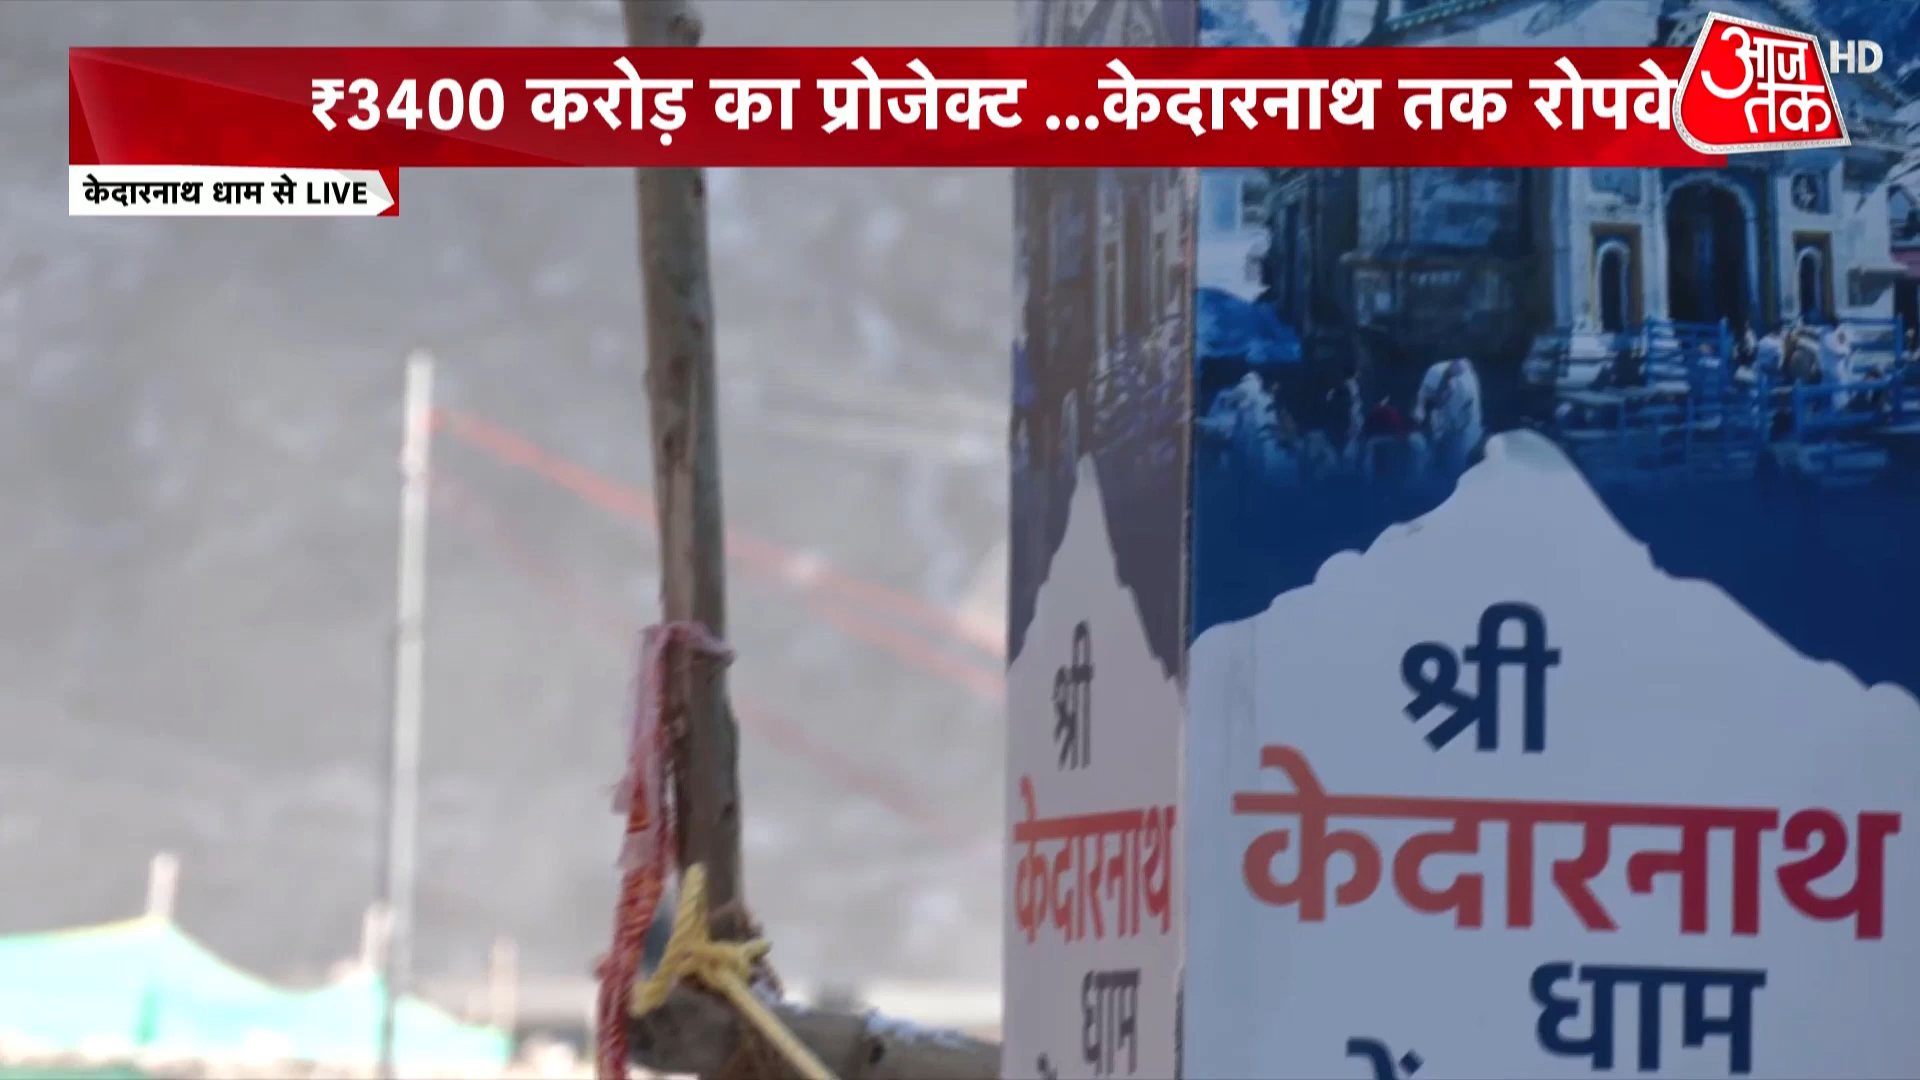 ₹3400 करोड़ का प्रोजेक्ट ...केदारनाथ तक रोपवे
आज तक HD
केदारनाथ धाम से LIVE
श्री
केदारनाथ
धाम
श्री
केदारनाथ
धाम
में